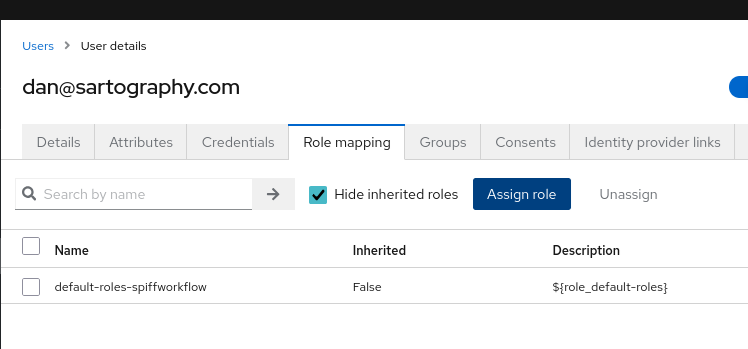 Users > User details
dan@sartography.com
Details Attributes Credentials Role mapping Groups Consents Identity provider links
Search by name Hide inherited roles Assign role Unassign
Name Inherited Description
default-roles-spiffworkflow False ${role_default-roles}